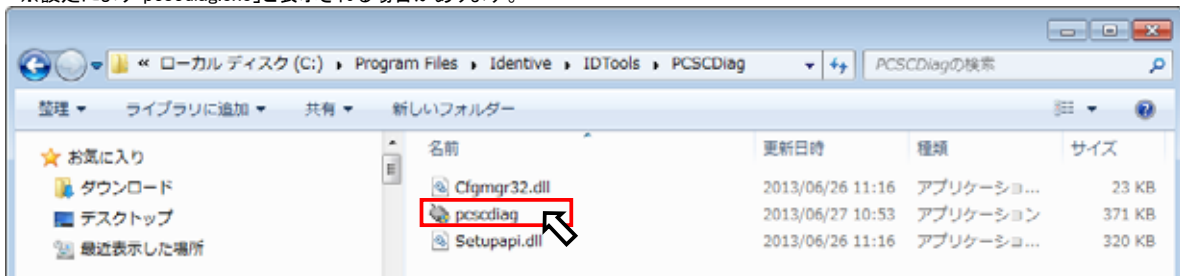 « ローカル ディスク (C:) ▸ Program Files ▸ Identive ▸ IDTools ▸ PCSCDiag
PCSCDiagの検索
整理 ライブラリに追加 共有 新しいフォルダー
お気に入り
ダウンロード
デスクトップ
最近表示した場所
名前 更新日時 種類 サイズ
Cfgmgr32.dll 2013/06/26 11:16 アプリケーショ... 23 KB
pcscdiag 2013/06/27 10:53 アプリケーション 371 KB
Setupapi.dll 2013/06/26 11:16 アプリケーショ... 320 KB